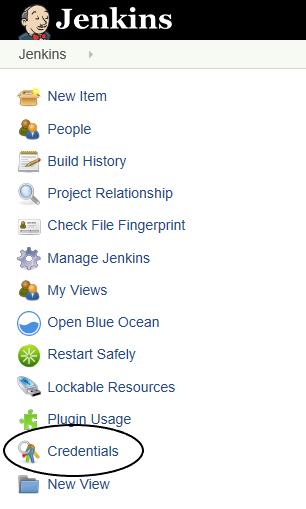 Jenkins
Jenkins
New Item
People
Build History
Project Relationship
Check File Fingerprint
Manage Jenkins
My Views
Open Blue Ocean
Restart Safely
Lockable Resources
Plugin Usage
Credentials
New View